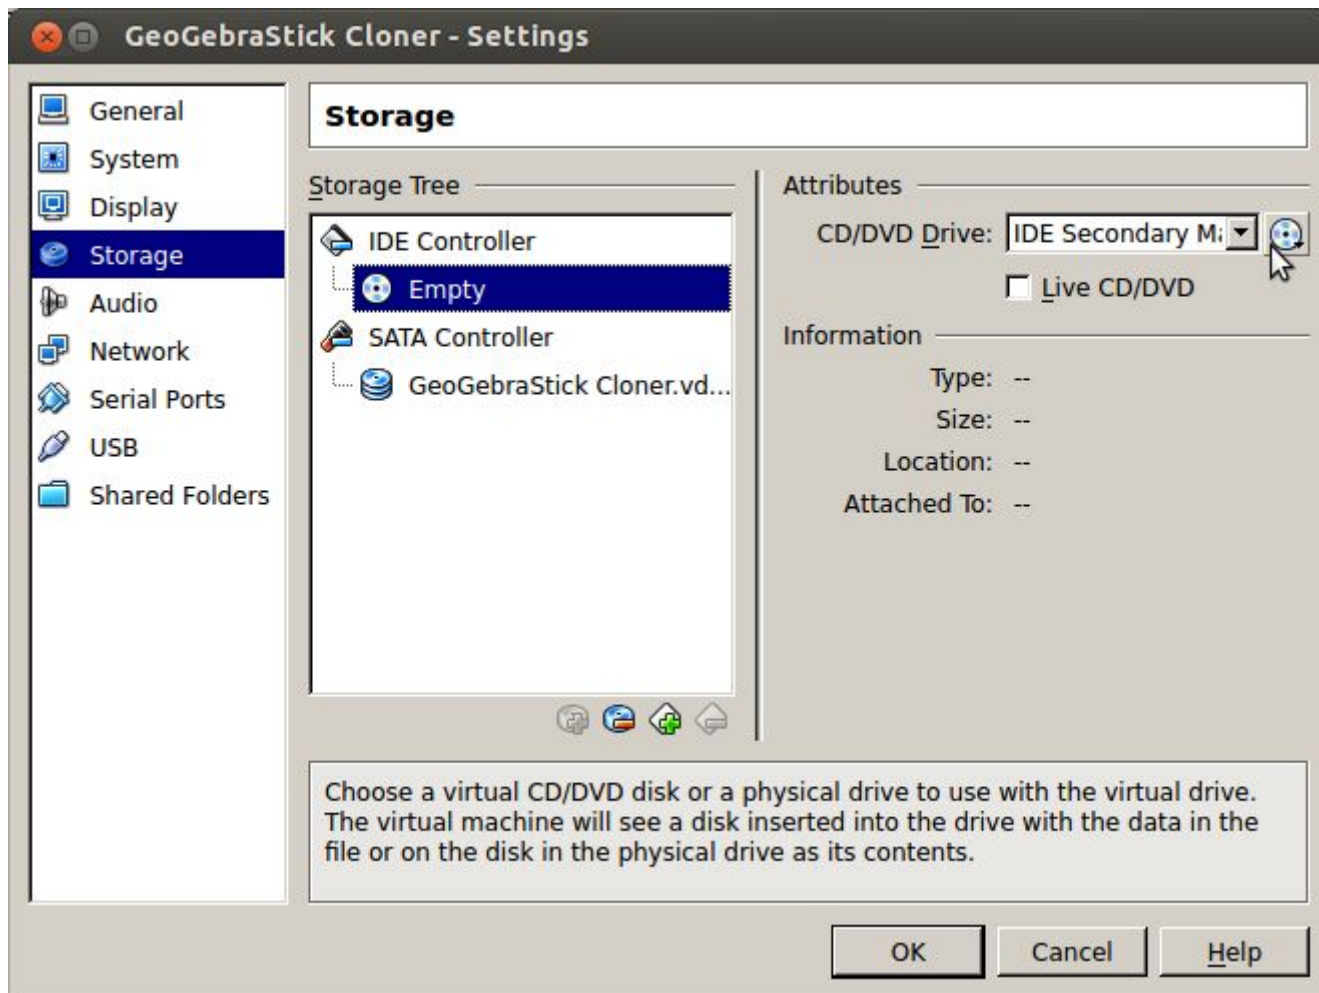 GeoGebraStick Cloner - Settings
General
System
Display
Storage
Audio
Network
Serial Ports
USB
Shared Folders
Storage
Storage Tree
IDE Controller
Empty
SATA Controller
GeoGebraStick Cloner.vd...
Attributes
CD/DVD Drive: IDE Secondary Ma
Live CD/DVD
Information
Type: --
Size: --
Location: --
Attached To: --
Choose a virtual CD/DVD disk or a physical drive to use with the virtual drive.
The virtual machine will see a disk inserted into the drive with the data in the
file or on the disk in the physical drive as its contents.
OK Cancel Help